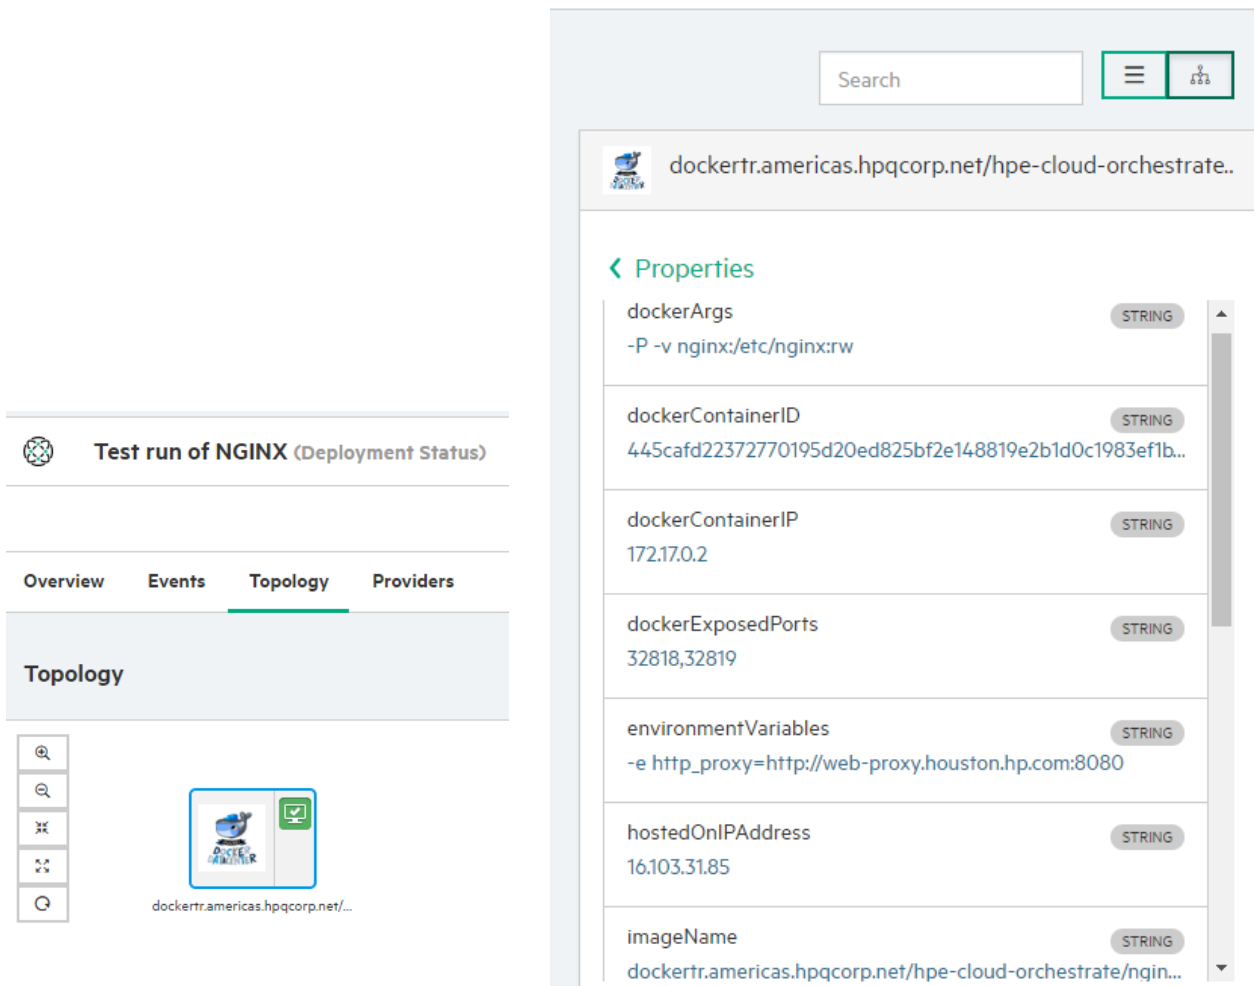 Search
dockertr.americas.hpqcorp.net/hpe-cloud-orchestrate..
Properties
dockerArgs
STRING
-P -v nginx:/etc/nginx:rw
dockerContainerID
STRING
445cafd22372770195d20ed825bf2e148819e2b1d0c1983ef1b...
dockerContainerIP
STRING
172.17.0.2
dockerExposedPorts
STRING
32818,32819
environmentVariables
STRING
-e http_proxy=http://web-proxy.houston.hp.com:8080
hostedOnIPAddress
STRING
16.103.31.85
imageName
STRING
dockertr.americas.hpqcorp.net/hpe-cloud-orchestrate/ngin...
Test run of NGINX (Deployment Status)
Overview Events Topology Providers
Topology
DOCKER
DATACENTER
dockertr.americas.hpqcorp.net/...